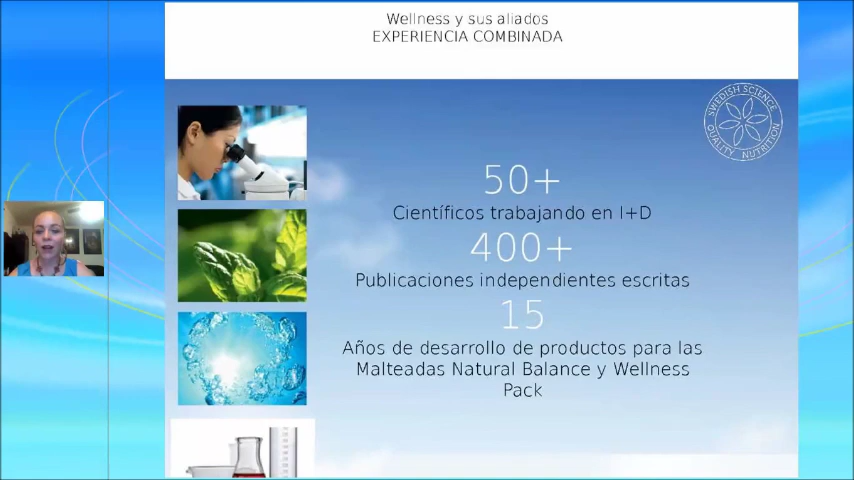 Wellness y sus aliados
EXPERIENCIA COMBINADA
SWEDISH SCIENCE
QUALITY NUTRITION
50+
Científicos trabajando en I+D
400+
Publicaciones independientes escritas
15
Años de desarrollo de productos para las
Malteadas Natural Balance y Wellness
Pack